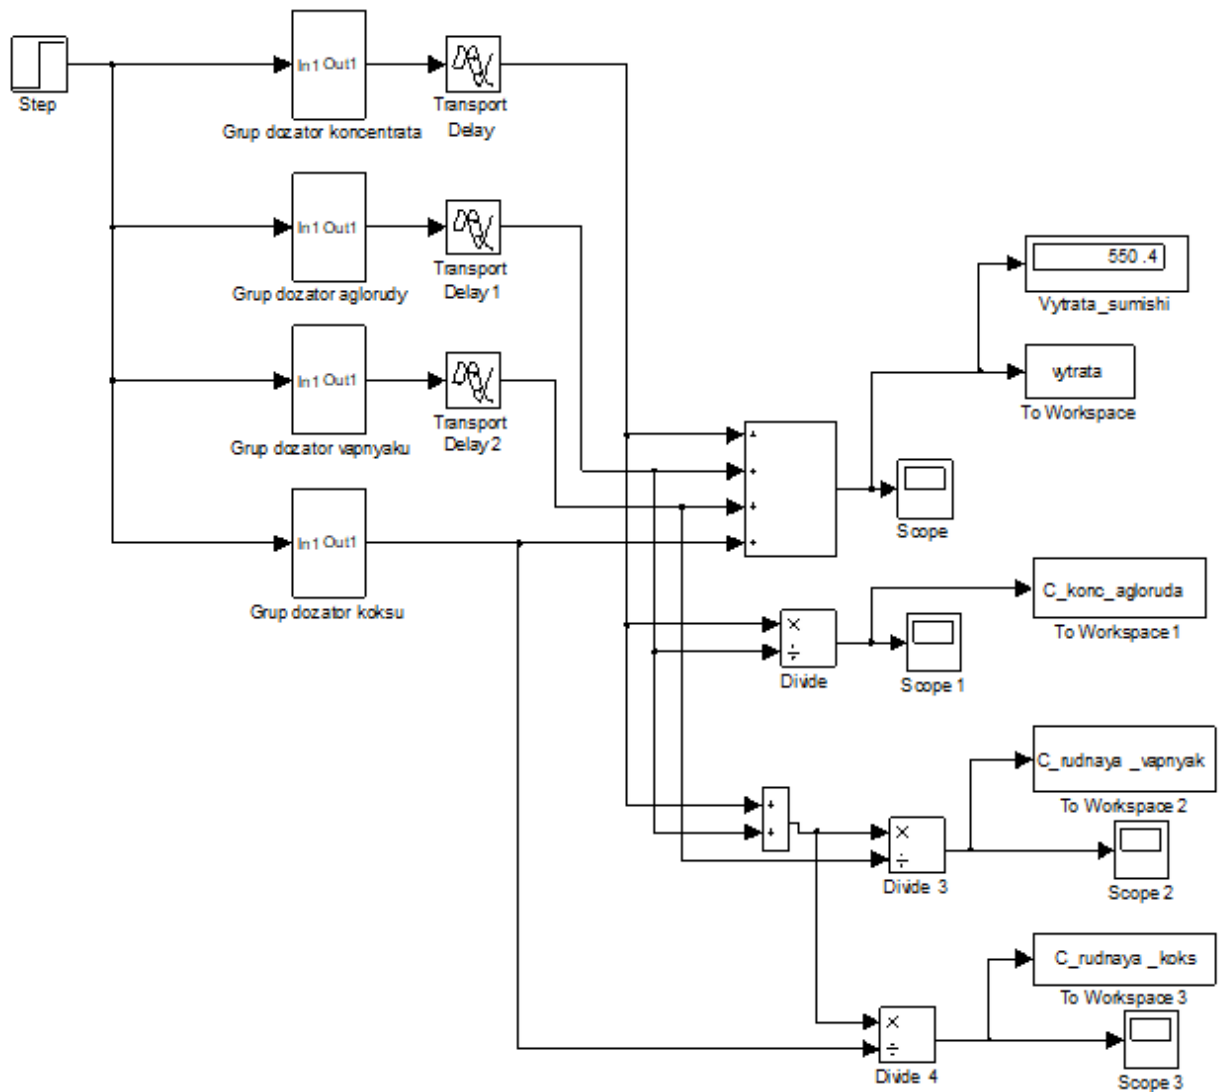 Step
In1 Out1
Grup dozator koncentrata
Transport
Delay
In1 Out1
Grup dozator aglorudy
Transport
Delay 1
In1 Out1
Grup dozator vapnyaku
Transport
Delay 2
In1 Out1
Grup dozator koksu
+
+
+
+
550 .4
Vytrata_sumishi
vytrata
To Workspace
Scope
C_konc_agloruda
To Workspace 1
×
÷
Divide
Scope 1
C_rudnaya _vapnyak
To Workspace 2
+
+
×
÷
Divide 3
Scope 2
C_rudnaya _koks
To Workspace 3
×
÷
Divide 4
Scope 3